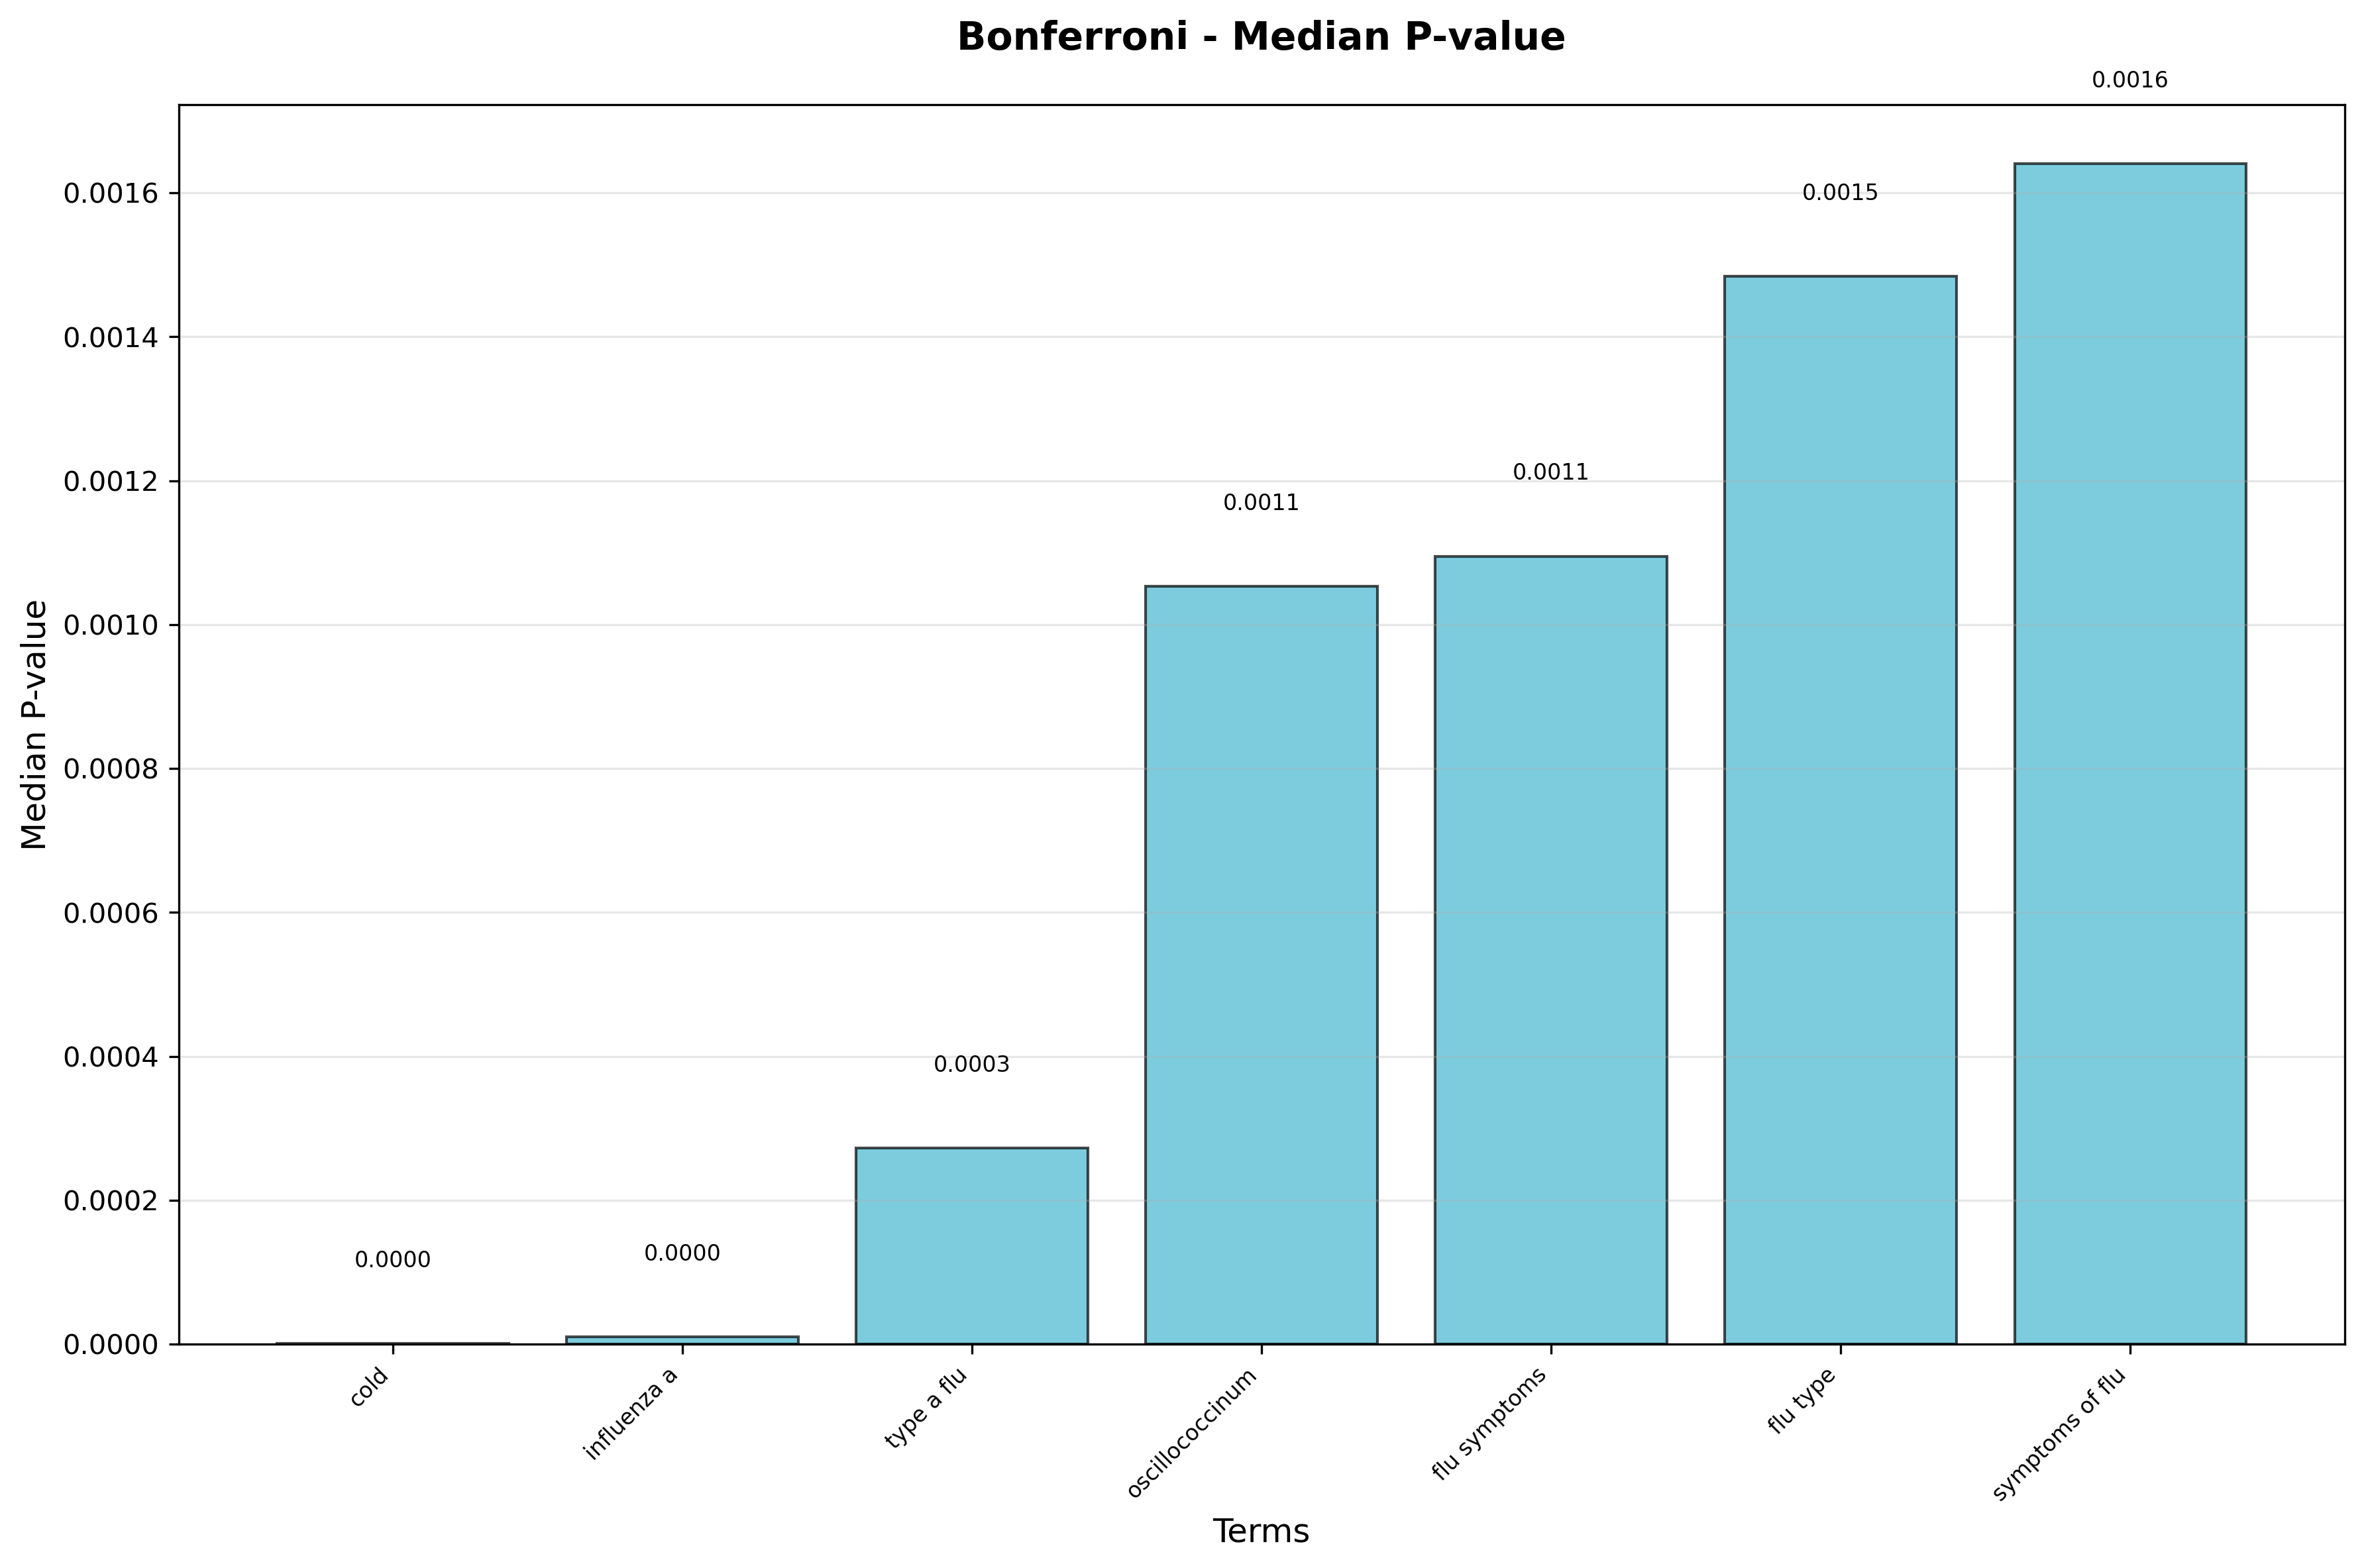 Bonferroni - Median P-value
0.0016
0.0016
0.0015
0.0014
0.0012
0.0011
0.0011
0.0010
0.0008
0.0006
0.0004
0.0003
0.0002
0.0000
0.0000
0.0000
Median P-value
cold
influenza a
type a flu
oscillococcinum
flu symptoms
flu type
symptoms of flu
Terms